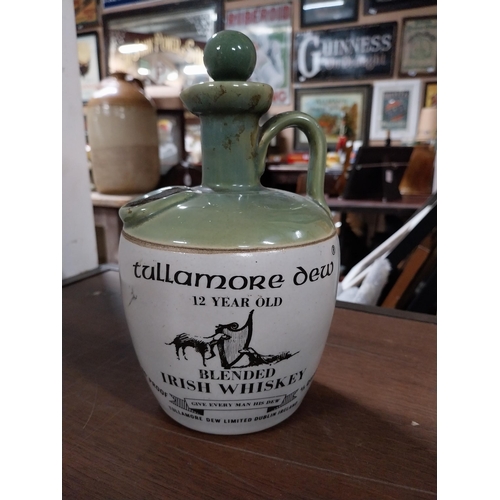 GUINNESS
tullamore dew
12 YEAR OLD
BLENDED
IRISH WHISKEY
GIVE EVERY MAN HIS DEW
TULLAMORE DEW LIMITED DUBLIN IRELAND